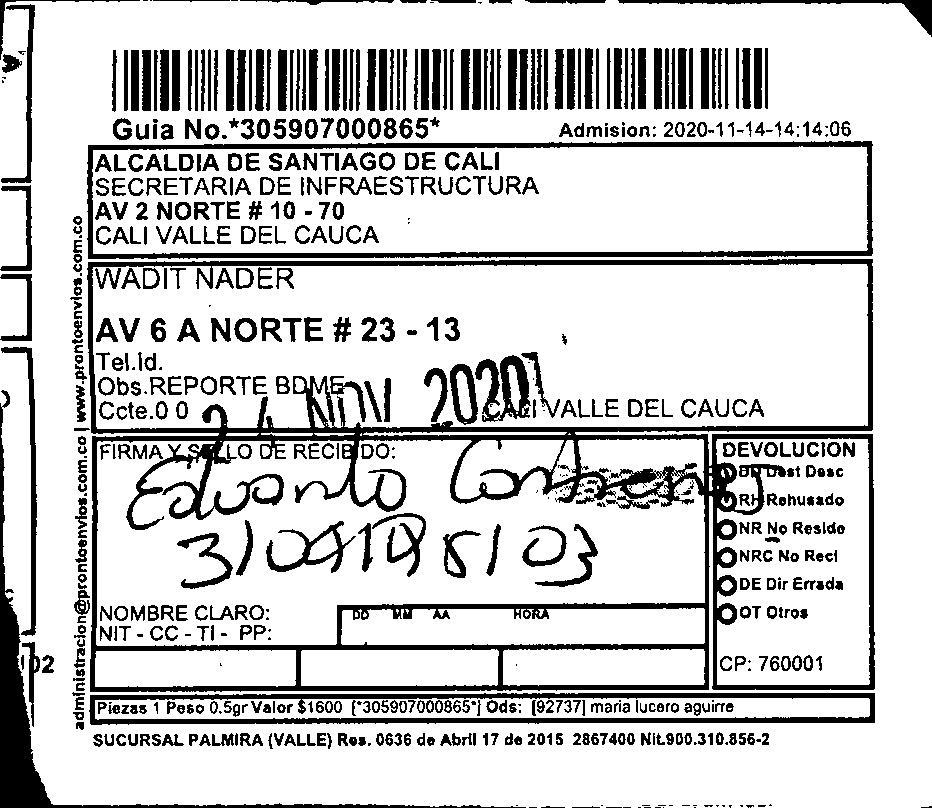 Guia No.*305907000865*
Admision: 2020-11-14-14:14:06
ALCALDIA DE SANTIAGO DE CALI
SECRETARIA DE INFRAESTRUCTURA
AV 2 NORTE # 10 - 70
CALI VALLE DEL CAUCA
WADIT NADER
AV 6 A NORTE # 23 - 13
Tel.Id.
Obs.REPORTE BDME
Ccte.0 0
24 NOV 2020
CALI VALLE DEL CAUCA
FIRMA Y SELLO DE RECIBIDO:
Eduardo Contreras
NOMBRE CLARO:
NIT - CC - TI - PP:
DD MM AA HORA
DEVOLUCION
DD Dest Desc
RH Rehusado
NR No Reside
NRC No Recl
DE Dir Errada
OT Otros
CP: 760001
Piezas 1 Peso 0.5gr Valor $1600 [*305907000865*] Ods: [92737] maria lucero aguirre
SUCURSAL PALMIRA (VALLE) Res. 0636 de Abril 17 de 2015 2867400 Nit.900.310.856-2
administracion@prontoenvios.com.co | www.prontoenvios.com.co